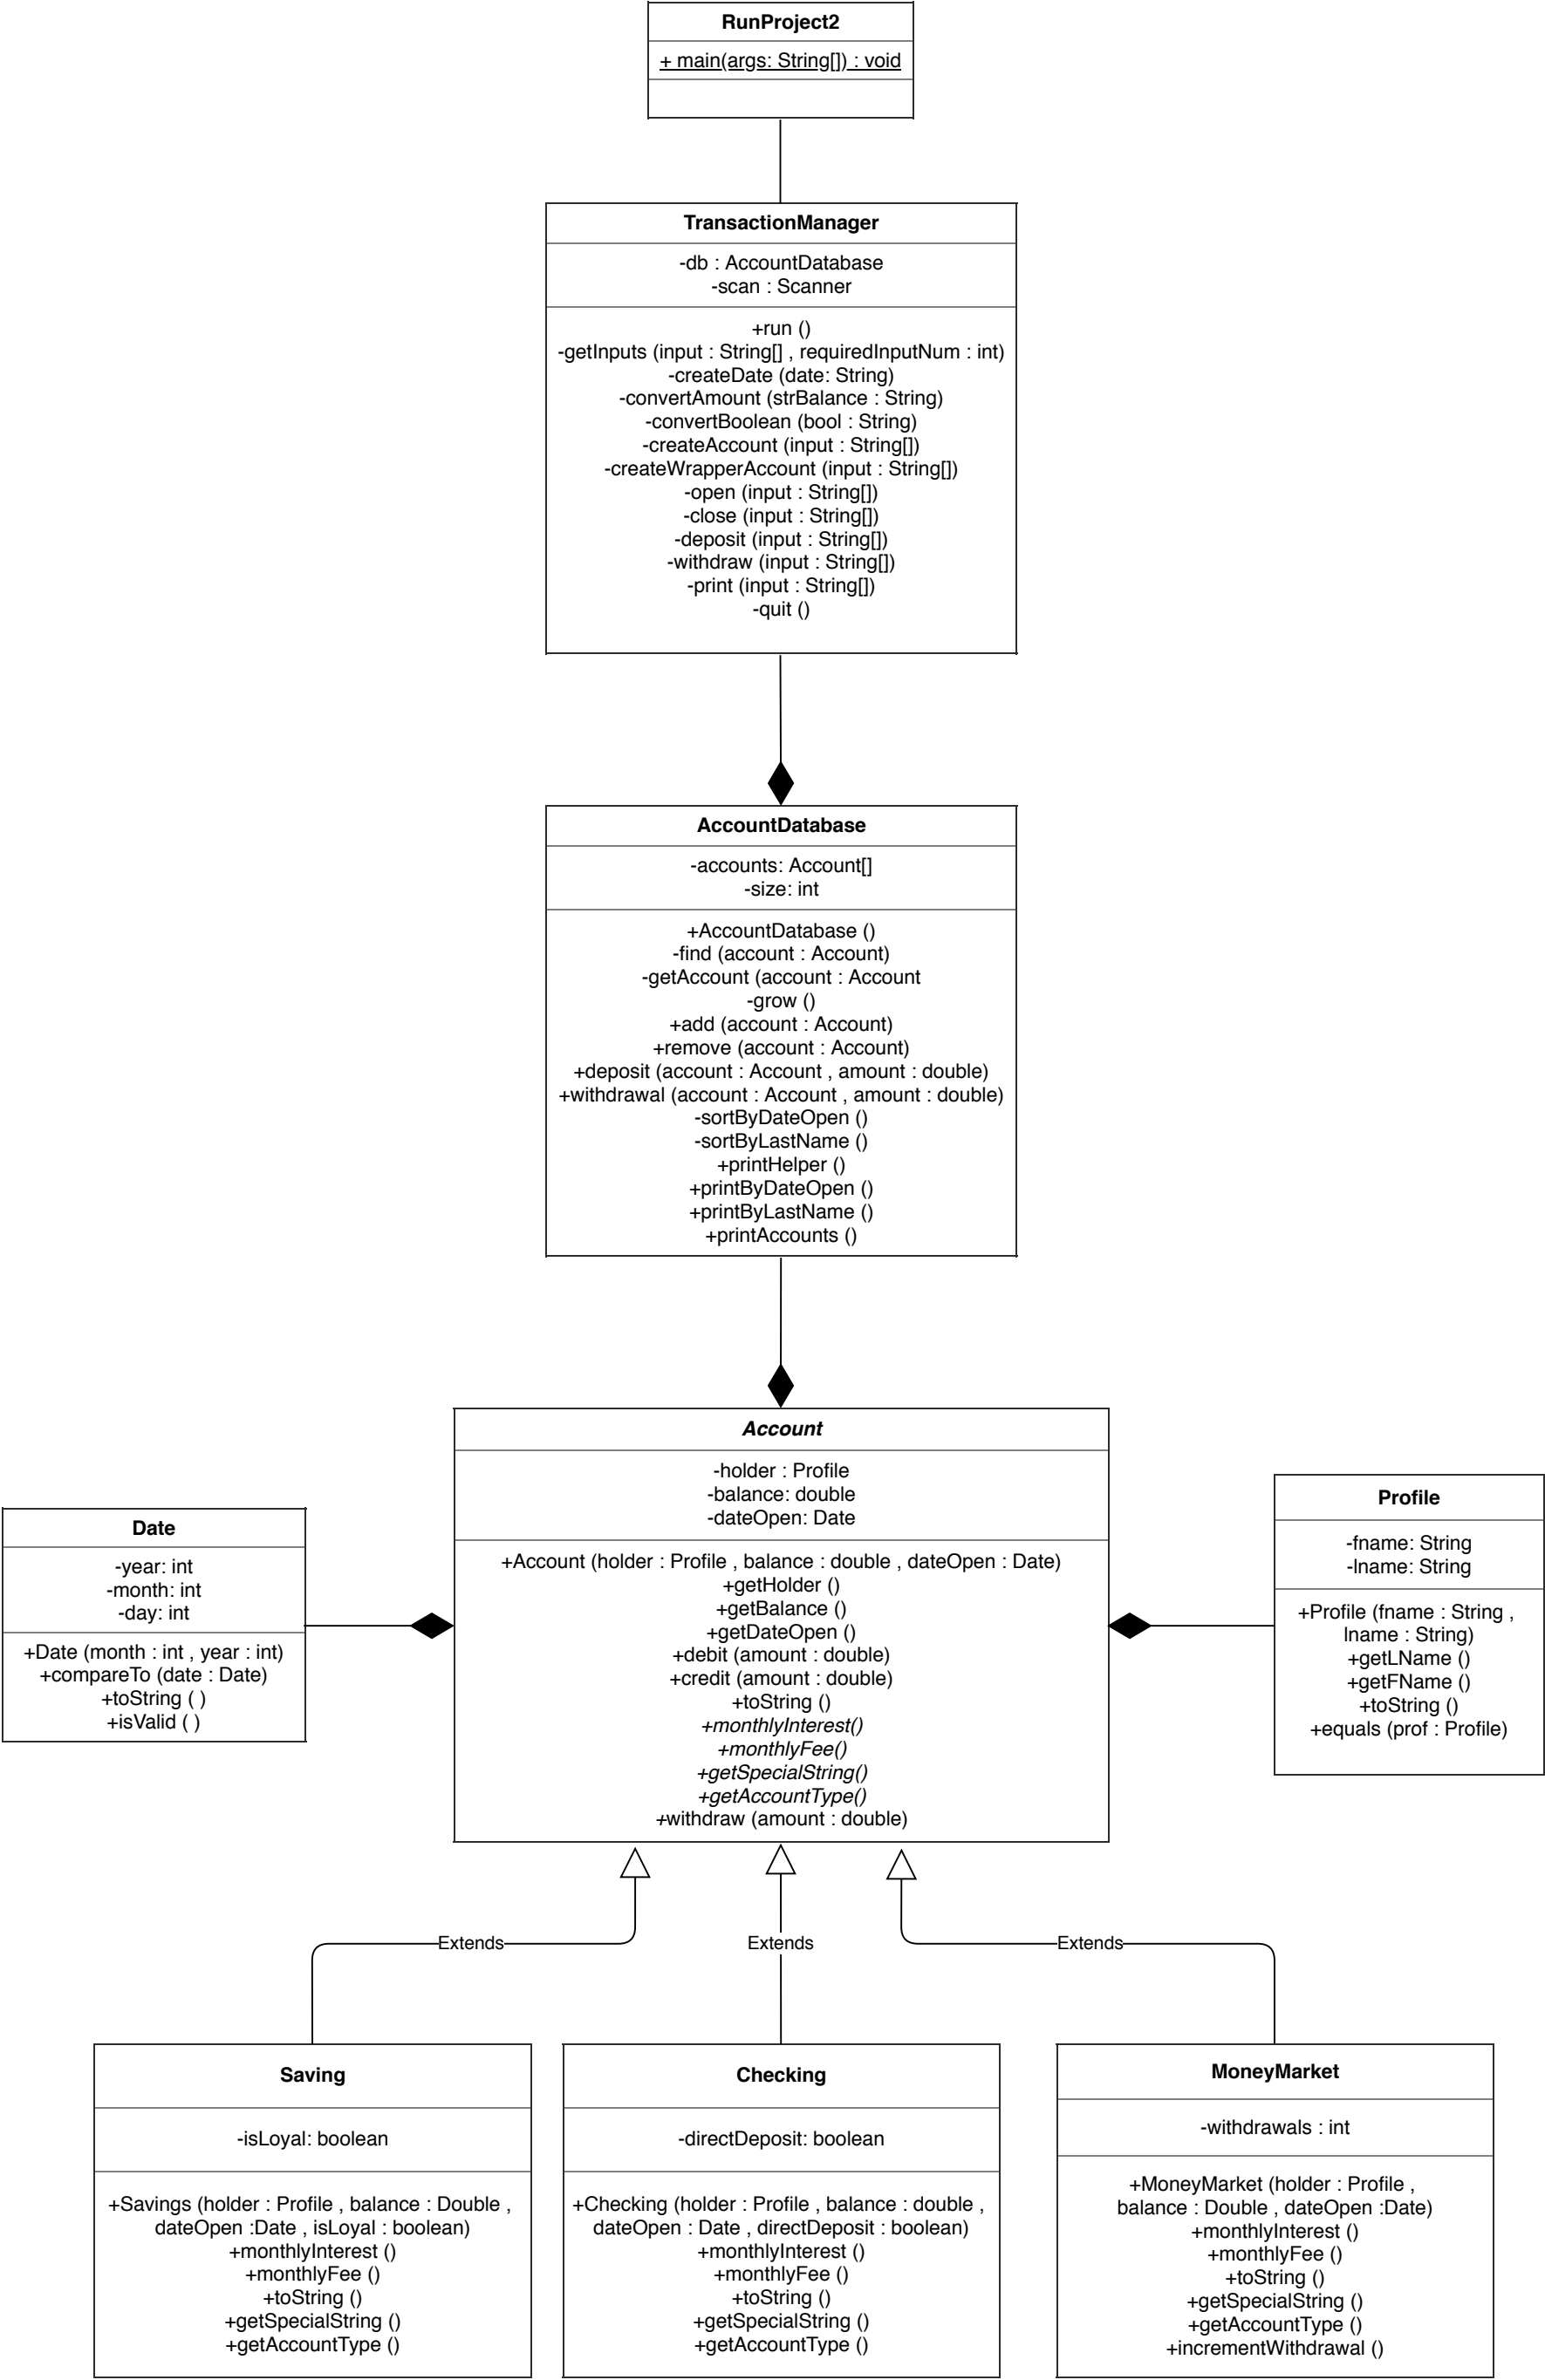 RunProject2
+ main(args: String[]) : void
TransactionManager
-db : AccountDatabase
-scan : Scanner
+run ()
-getInputs (input : String[] , requiredInputNum : int)
-createDate (date: String)
-convertAmount (strBalance : String)
-convertBoolean (bool : String)
-createAccount (input : String[])
-createWrapperAccount (input : String[])
-open (input : String[])
-close (input : String[])
-deposit (input : String[])
-withdraw (input : String[])
-print (input : String[])
-quit ()
AccountDatabase
-accounts: Account[]
-size: int
+AccountDatabase ()
-find (account : Account)
-getAccount (account : Account
-grow ()
+add (account : Account)
+remove (account : Account)
+deposit (account : Account , amount : double)
+withdrawal (account : Account , amount : double)
-sortByDateOpen ()
-sortByLastName ()
+printHelper ()
+printByDateOpen ()
+printByLastName ()
+printAccounts ()
Account
-holder : Profile
-balance: double
-dateOpen: Date
+Account (holder : Profile , balance : double , dateOpen : Date)
+getHolder ()
+getBalance ()
+getDateOpen ()
+debit (amount : double)
+credit (amount : double)
+toString ()
+monthlyInterest()
+monthlyFee()
+getSpecialString()
+getAccountType()
+withdraw (amount : double)
Date
-year: int
-month: int
-day: int
+Date (month : int , year : int)
+compareTo (date : Date)
+toString ( )
+isValid ( )
Profile
-fname: String
-lname: String
+Profile (fname : String ,
lname : String)
+getLName ()
+getFName ()
+toString ()
+equals (prof : Profile)
Extends
Extends
Extends
Saving
-isLoyal: boolean
+Savings (holder : Profile , balance : Double ,
dateOpen :Date , isLoyal : boolean)
+monthlyInterest ()
+monthlyFee ()
+toString ()
+getSpecialString ()
+getAccountType ()
Checking
-directDeposit: boolean
+Checking (holder : Profile , balance : double ,
dateOpen : Date , directDeposit : boolean)
+monthlyInterest ()
+monthlyFee ()
+toString ()
+getSpecialString ()
+getAccountType ()
MoneyMarket
-withdrawals : int
+MoneyMarket (holder : Profile ,
balance : Double , dateOpen :Date)
+monthlyInterest ()
+monthlyFee ()
+toString ()
+getSpecialString ()
+getAccountType ()
+incrementWithdrawal ()